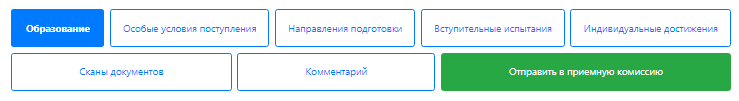 Образование Особые условия поступления Направления подготовки Вступительные испытания Индивидуальные достижения
Сканы документов Комментарий Отправить в приемную комиссию